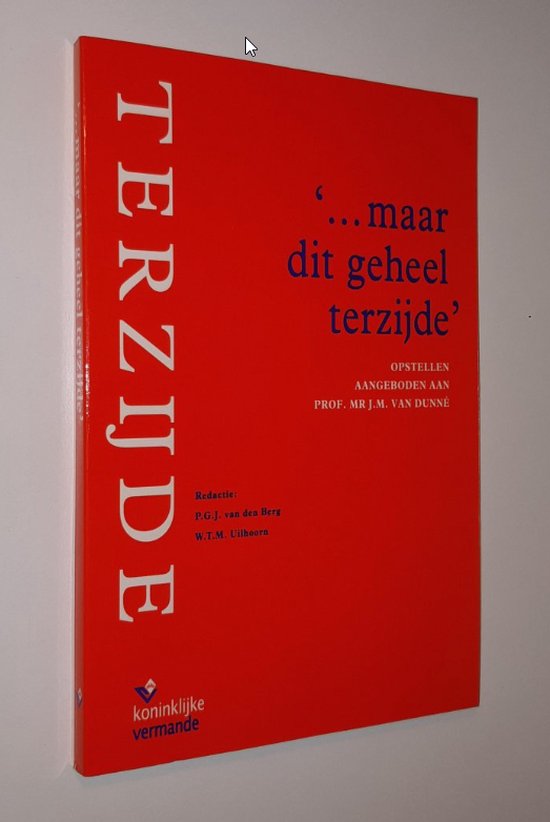 '...maar dit geheel terzijde'
TERZIJDE
'...maar
dit geheel
terzijde'
OPSTELLEN
AANGEBODEN AAN
PROF. MR J.M. VAN DUNNÉ
Redactie:
P.G.J. van den Berg
W.T.M. Uilhoorn
koninklijke
vermande